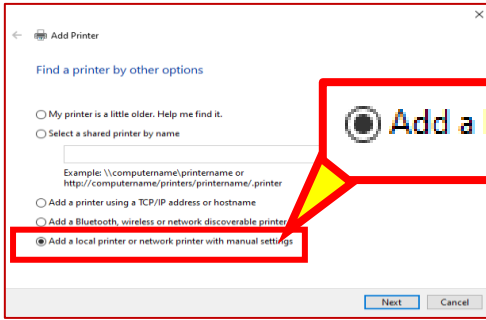 Add Printer
Find a printer by other options
My printer is a little older. Help me find it.
Select a shared printer by name
Example: \\computername\printername or
http://computername/printers/printername/.printer
Add a printer using a TCP/IP address or hostname
Add a Bluetooth, wireless or network discoverable printer
Add a local printer or network printer with manual settings
Add a
Next Cancel